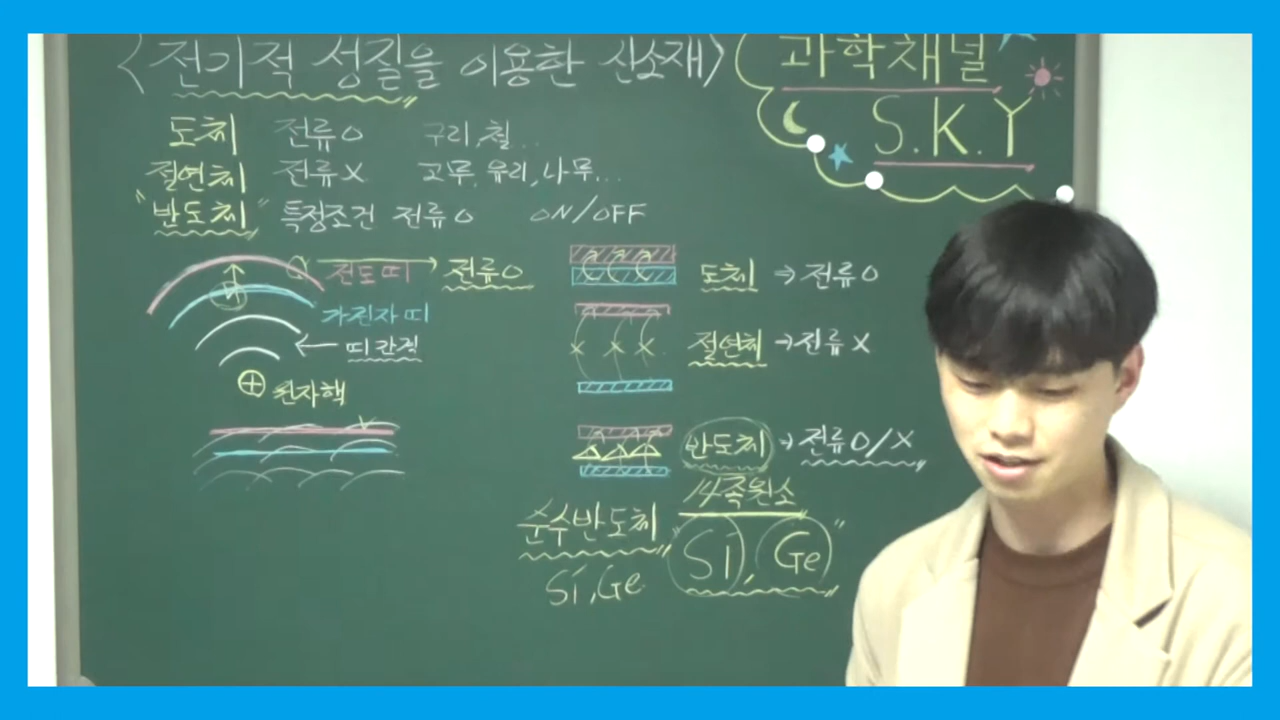 <전기적 성질을 이용한 신소재>
과학채널
S.K.Y
도체 전류O 구리, 철...
절연체 전류X 고무, 유리, 나무...
"반도체" 특정조건 전류O ON/OFF
전도띠 → 전류O
가전자띠
← 띠 간격
⊕ 원자핵
도체 ⇒ 전류O
절연체 → 전류X
반도체 → 전류O/X
14족원소
순수반도체 "Si, Ge"
Si, Ge